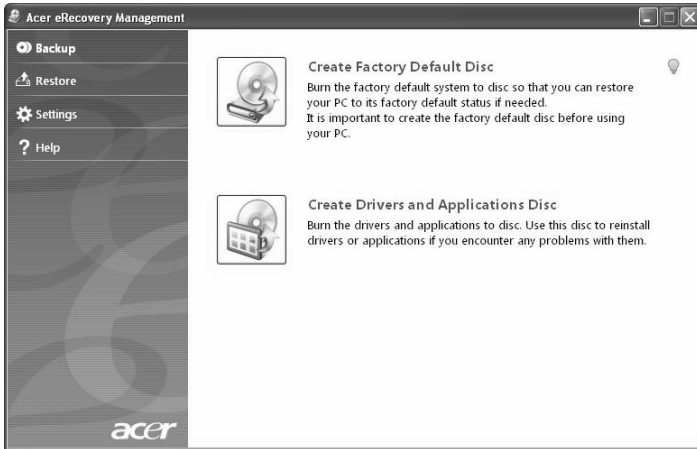 Acer eRecovery Management
Backup
Restore
Settings
? Help
Create Factory Default Disc
Burn the factory default system to disc so that you can restore
your PC to its factory default status if needed.
It is important to create the factory default disc before using
your PC.
Create Drivers and Applications Disc
Burn the drivers and applications to disc. Use this disc to reinstall
drivers or applications if you encounter any problems with them.
acer